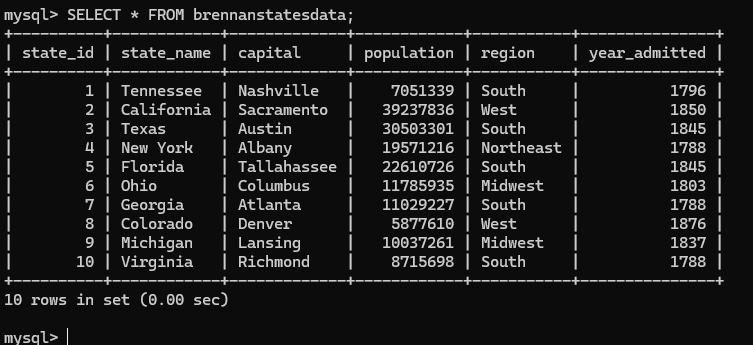 mysql> SELECT * FROM brennanstatesdata;
+----------+------------+-------------+------------+-----------+---------------+
| state_id | state_name | capital     | population | region    | year_admitted |
+----------+------------+-------------+------------+-----------+---------------+
|        1 | Tennessee  | Nashville   |    7051339 | South     |          1796 |
|        2 | California | Sacramento  |   39237836 | West      |          1850 |
|        3 | Texas      | Austin      |   30503301 | South     |          1845 |
|        4 | New York   | Albany      |   19571216 | Northeast |          1788 |
|        5 | Florida    | Tallahassee |   22610726 | South     |          1845 |
|        6 | Ohio       | Columbus    |   11785935 | Midwest   |          1803 |
|        7 | Georgia    | Atlanta     |   11029227 | South     |          1788 |
|        8 | Colorado   | Denver      |    5877610 | West      |          1876 |
|        9 | Michigan   | Lansing     |   10037261 | Midwest   |          1837 |
|       10 | Virginia   | Richmond    |    8715698 | South     |          1788 |
+----------+------------+-------------+------------+-----------+---------------+
10 rows in set (0.00 sec)
mysql>